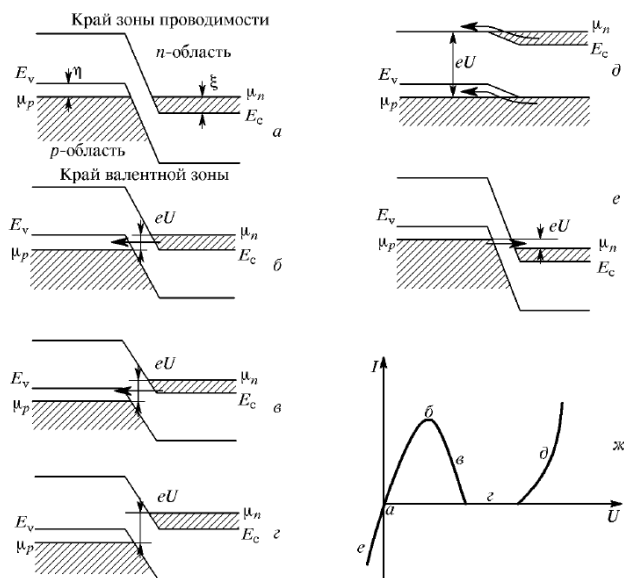 Край зоны проводимости
n-область
E_v
η
ξ
μ_n
μ_p
E_c
p-область
а
Край валентной зоны
E_v
eU
μ_n
μ_p
E_c
б
E_v
eU
μ_n
μ_p
E_c
в
E_v
eU
μ_n
μ_p
E_c
г
μ_n
E_c
eU
μ_p
д
е
E_v
eU
μ_p
μ_n
E_c
I
б
в
д
ж
а
г
U
е